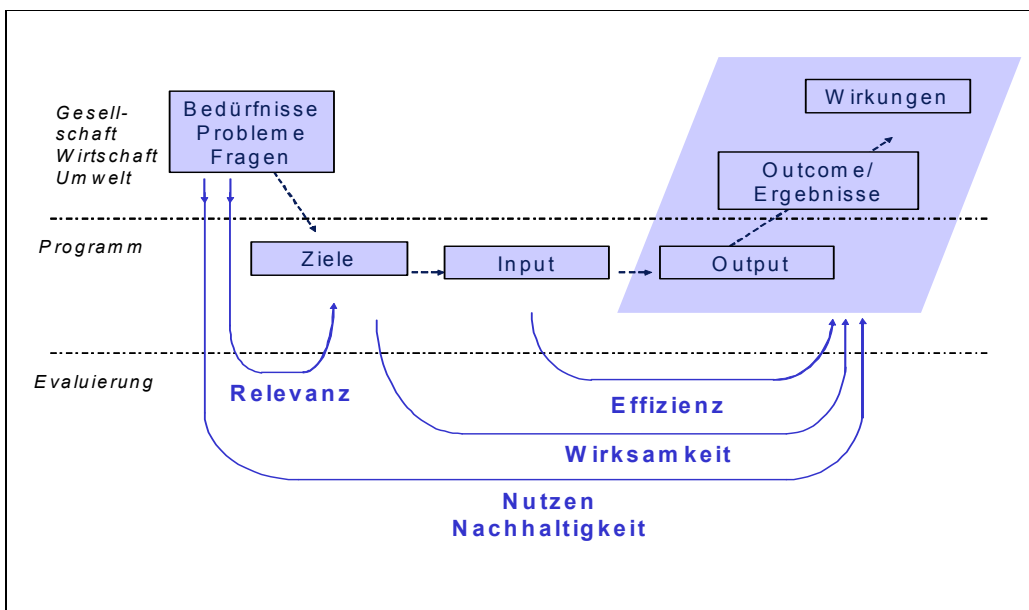 Gesell-
schaft
Wirtschaft
Umwelt
Bedürfnisse
Probleme
Fragen
Wirkungen
Outcome/
Ergebnisse
Programm
Ziele
Input
Output
Evaluierung
Relevanz
Effizienz
Wirksamkeit
Nutzen
Nachhaltigkeit